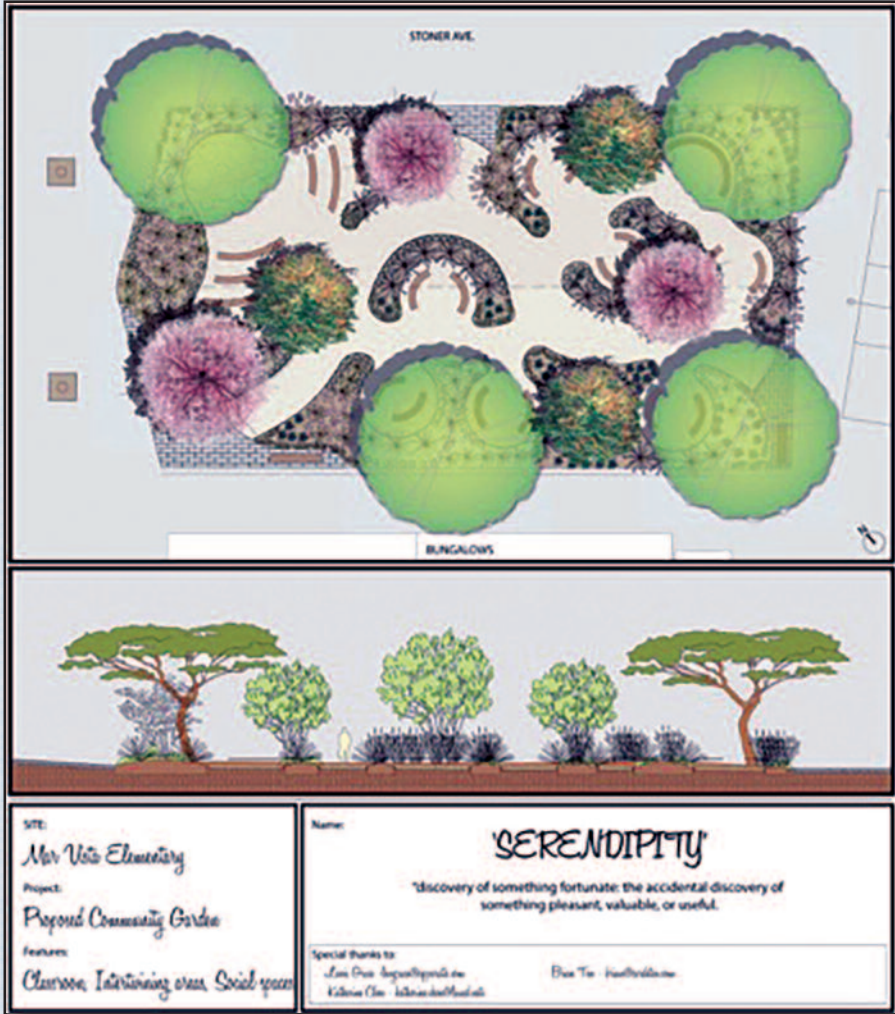 STONER AVE.
BUNGALOWS
N
SITE:
Mar Vista Elementary
Project:
Proposed Community Garden
Features:
Classroom, Intertwining areas, Social spaces
Name:
'SERENDIPITY'
"discovery of something fortunate: the accidental discovery of
something pleasant, valuable, or useful.
Special thanks to: